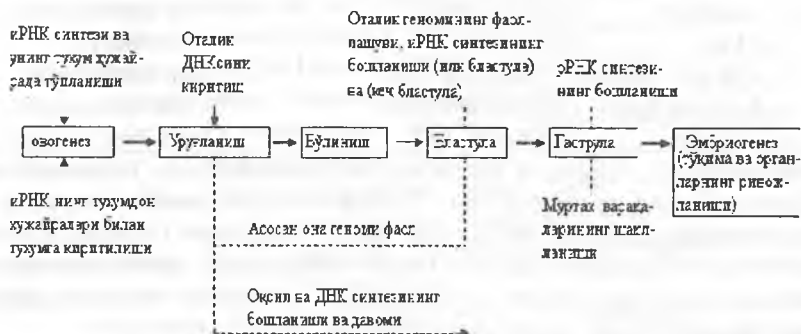 иРНК синтези ва
унинг тухум ҳужай-
рада тўпланиши
Оталик
ДНКсини
киритиш
Оталик геномининг фаол-
лашуви, иРНК синтезининг
бошланиши (илк бластула)
ва (кеч бластула)
рРНК синтези-
нинг бошланиши
овогенез
Уруғланиш
Бўлиниш
Бластула
Гаструла
Эмбриогенез
(тўқима ва орган-
ларнинг ривож-
ланиши)
иРНК нинг тухумдон
ҳужайралари билан
тухумга киритилиши
Асосан она геноми фаол
Муртак варақа-
ларининг шакл-
ланиши
Оқсил ва ДНК синтезининг
бошланиши ва давоми